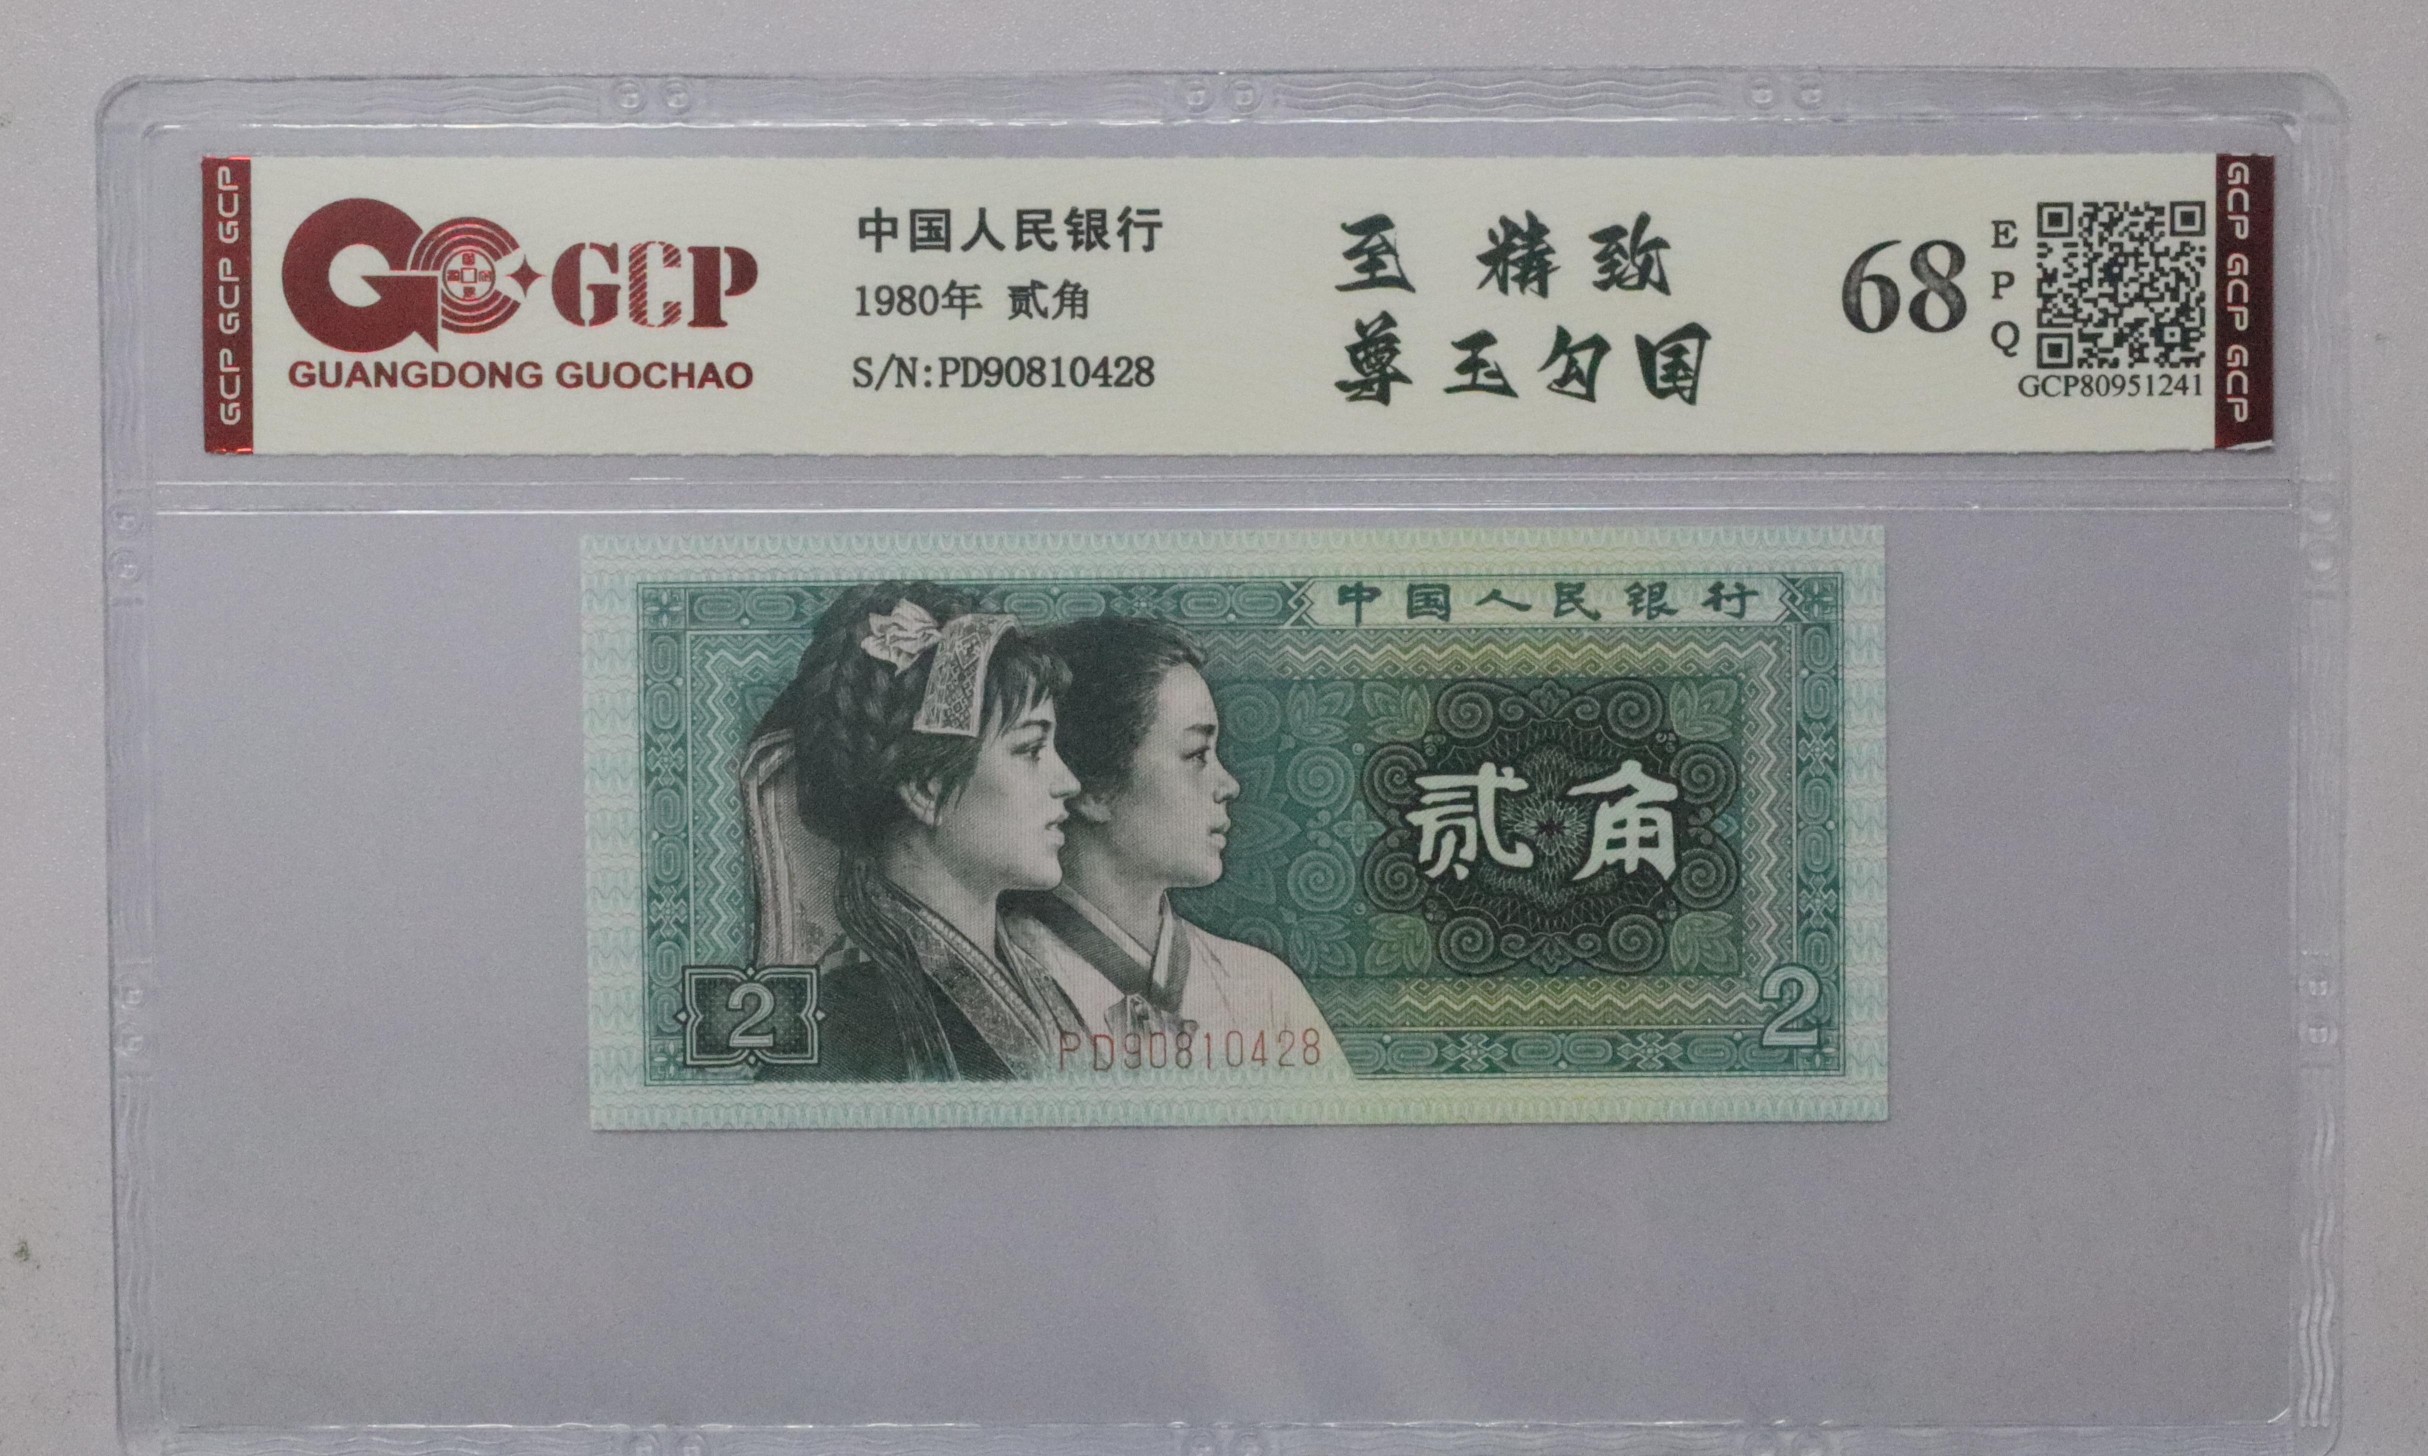 GCP GCP GCP
GCP
GUANGDONG GUOCHAO
中国人民银行
1980年 贰角
S/N:PD90810428
至 精 致
尊 玉 勾 国
68
E
P
Q
GCP80951241
GCP GCP GCP
中国人民银行
贰角
2
2
PD90810428